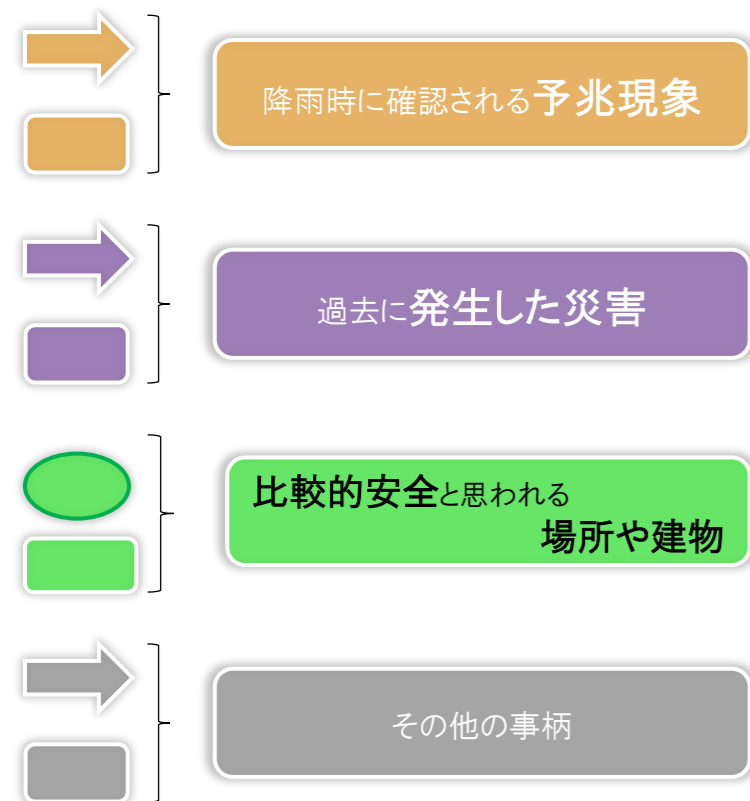 降雨時に確認される予兆現象
過去に発生した災害
比較的安全と思われる
場所や建物
その他の事柄